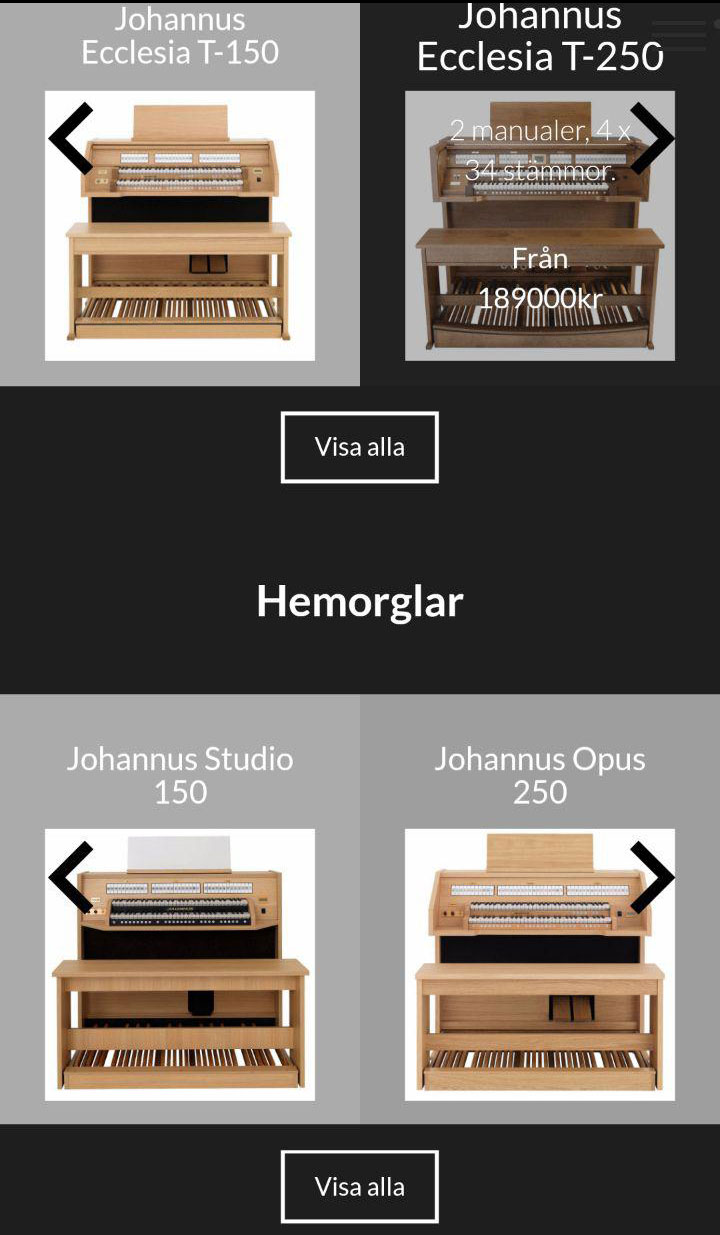 Johannus
Ecclesia T-150
Johannus
Ecclesia T-250
2 manualer, 4 x
34 stämmor.
Från
189000kr
Visa alla
Hemorglar
Johannus Studio
150
Johannus Opus
250
Visa alla